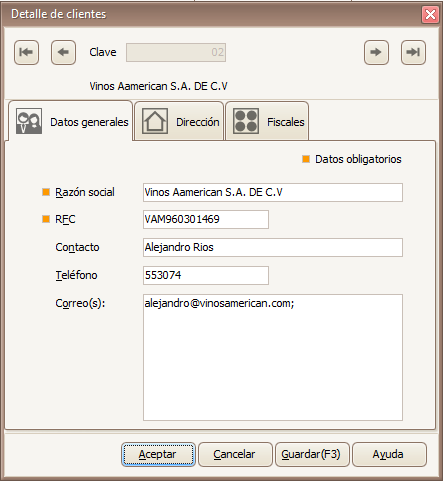 Detalle de clientes
Clave 02
Vinos Aamerican S.A. DE C.V
Datos generales Dirección Fiscales
Datos obligatorios
Razón social Vinos Aamerican S.A. DE C.V
RFC VAM960301469
Contacto Alejandro Rios
Teléfono 553074
Correo(s): alejandro@vinosamerican.com;
Aceptar Cancelar Guardar(F3) Ayuda